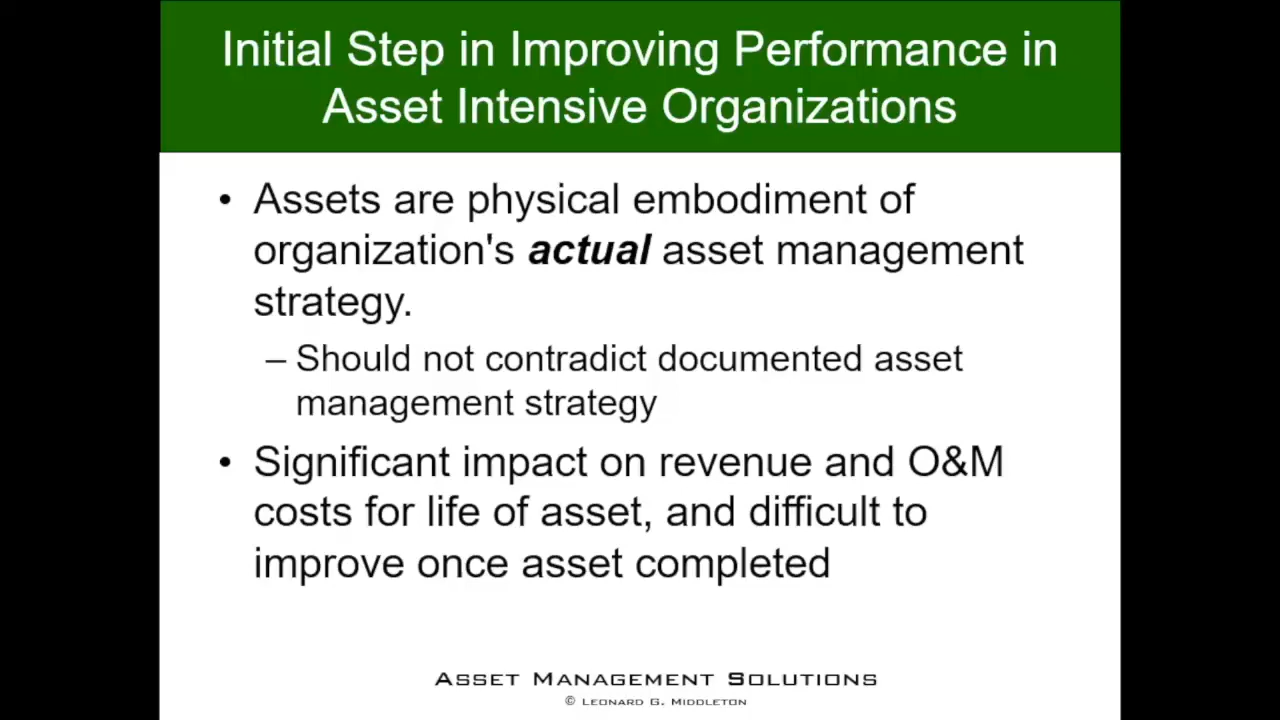 Initial Step in Improving Performance in
Asset Intensive Organizations
• Assets are physical embodiment of
organization's actual asset management
strategy.
– Should not contradict documented asset
management strategy
• Significant impact on revenue and O&M
costs for life of asset, and difficult to
improve once asset completed
Asset Management Solutions
© Leonard G. Middleton